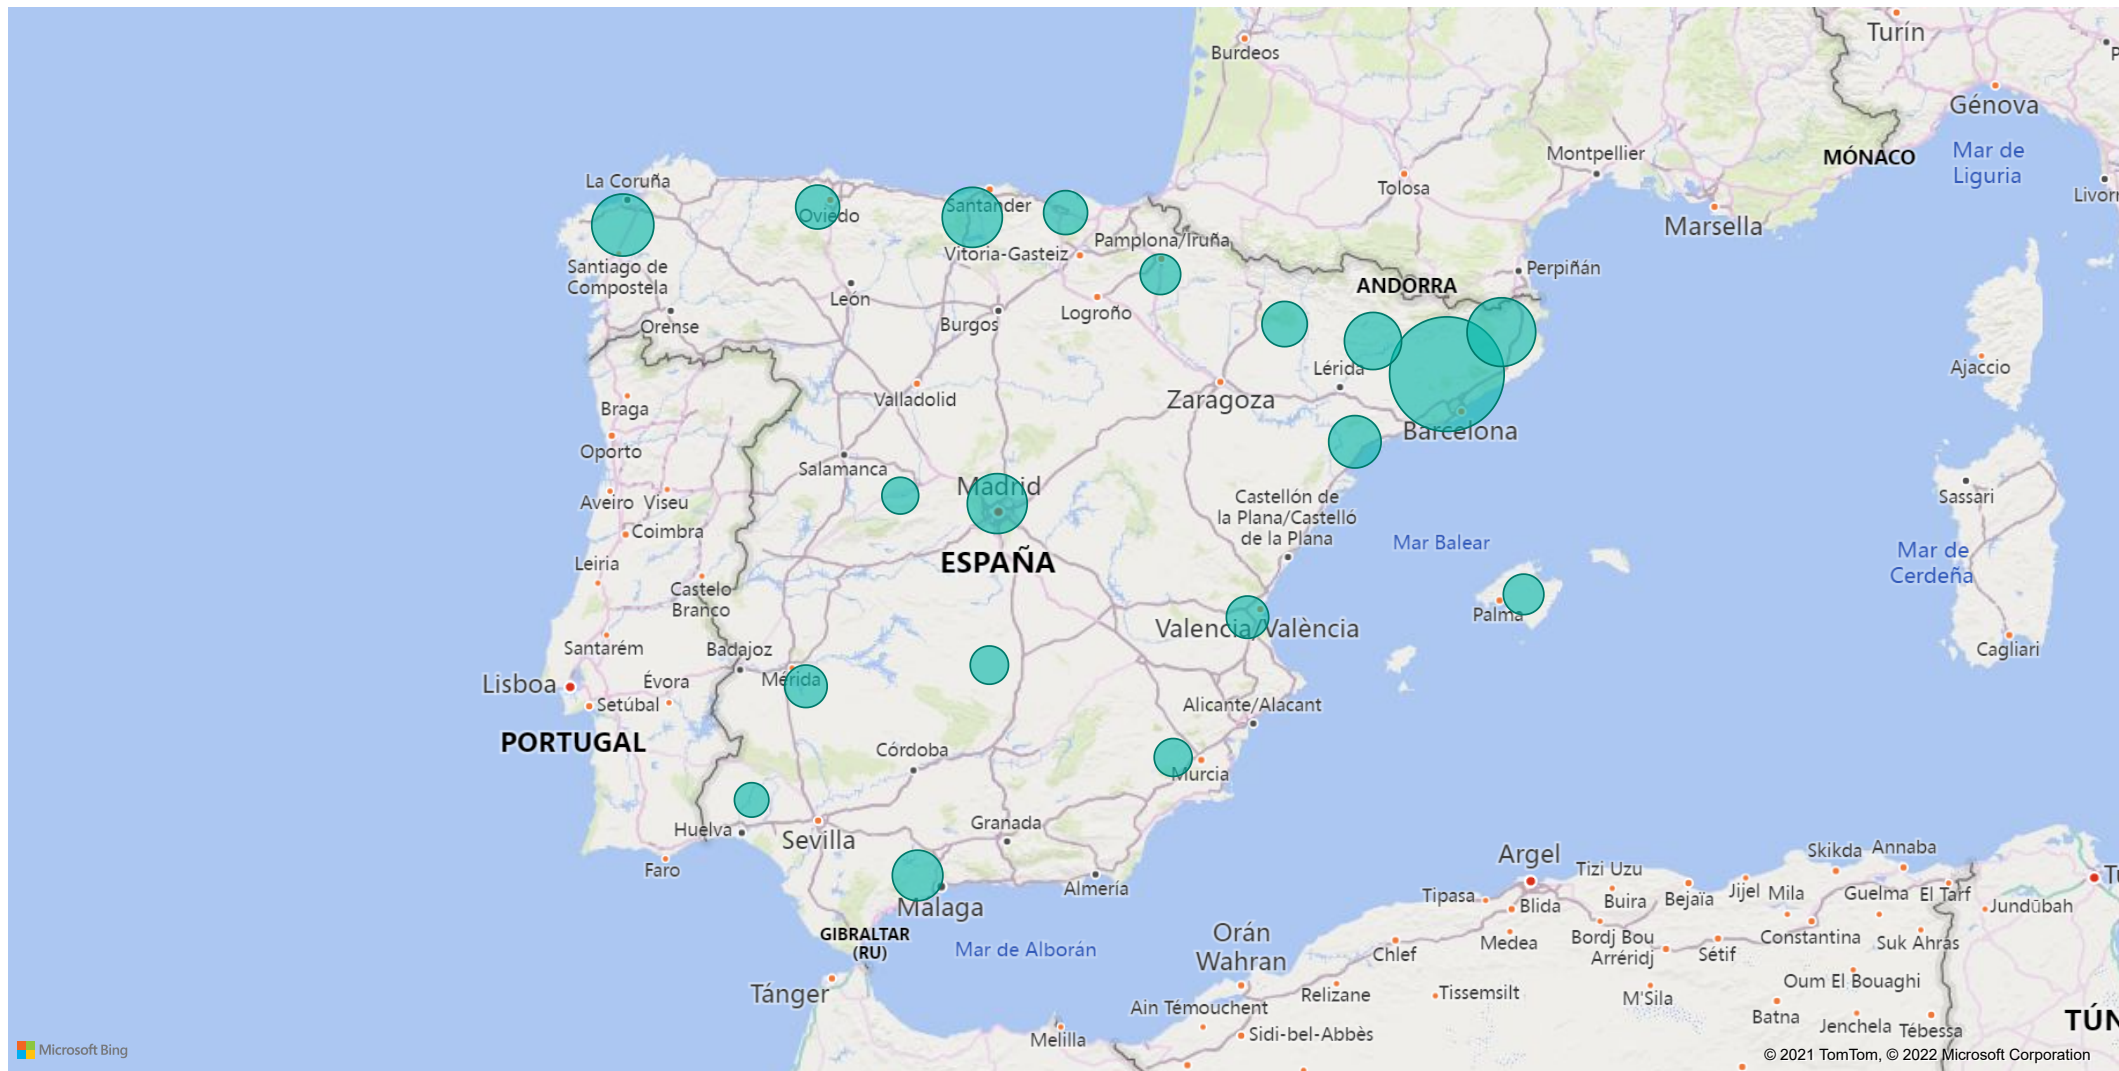 Turín
Burdeos
Génova
Montpellier
MÓNACO
Mar de
Liguria
La Coruña
Tolosa
Marsella
Oviedo
Santander
Santiago de
Compostela
Vitoria-Gasteiz
Pamplona/Iruña
Perpiñán
ANDORRA
León
Burgos
Logroño
Orense
Lérida
Ajaccio
Braga
Valladolid
Zaragoza
Barcelona
Oporto
Salamanca
Madrid
Castellón de
la Plana/Castelló
de la Plana
Sassari
Aveiro
Viseu
Coimbra
Mar Balear
ESPAÑA
Leiria
Mar de
Cerdeña
Castelo
Branco
Palma
Valencia/València
Santarém
Badajoz
Cagliari
Lisboa
Évora
Mérida
Setúbal
Alicante/Alacant
PORTUGAL
Córdoba
Murcia
Huelva
Sevilla
Granada
Faro
Almería
Málaga
GIBRALTAR
(RU)
Mar de Alborán
Argel
Tizi Uzu
Skikda
Annaba
Tipasa
Blida
Buira
Bejaïa
Jijel
Mila
Guelma
El Tarf
Jundūbah
Orán
Wahran
Chlef
Medea
Bordj Bou
Arréridj
Sétif
Constantina
Suk Ahras
Tánger
Ain Témouchent
Relizane
Tissemsilt
M'Sila
Oum El Bouaghi
Batna
Jenchela
Tébessa
Melilla
Sidi-bel-Abbès
Microsoft Bing
© 2021 TomTom, © 2022 Microsoft Corporation